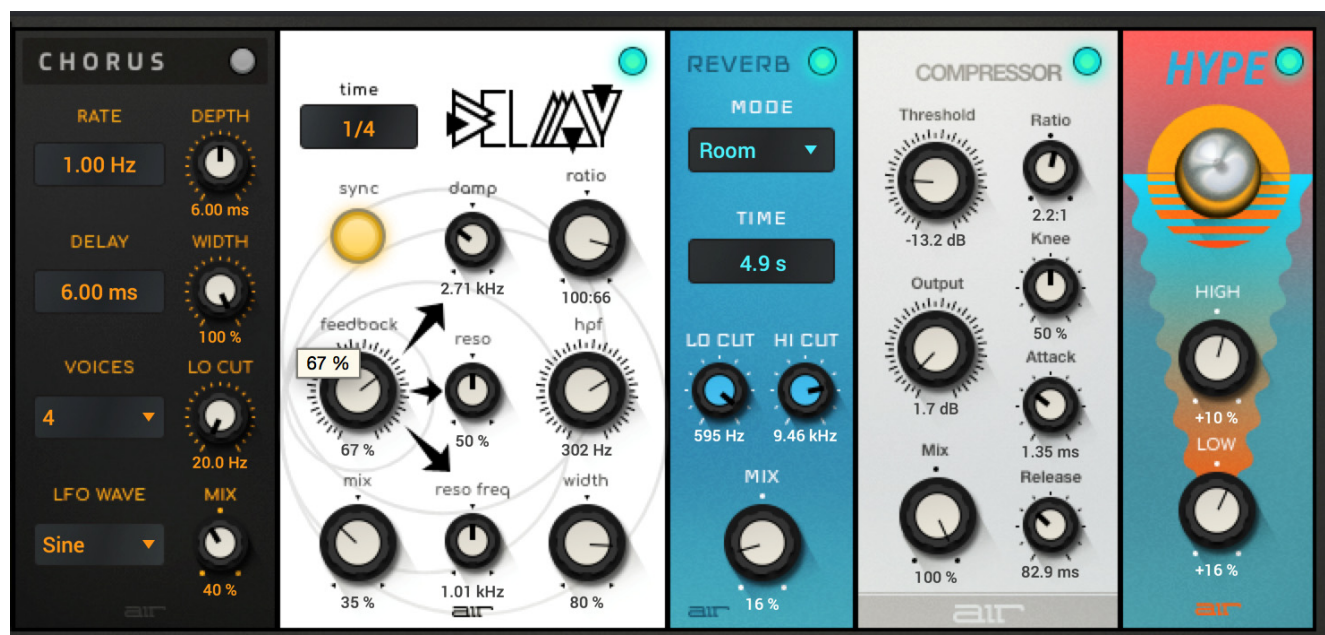 CHORUS
RATE
DEPTH
1.00 Hz
6.00 ms
DELAY
WIDTH
6.00 ms
100 %
VOICES
LO CUT
4
20.0 Hz
LFO WAVE
MIX
Sine
40 %
air
time
DELAY
1/4
sync
damp
ratio
2.71 kHz
100:66
feedback
reso
hpf
67 %
67 %
50 %
302 Hz
mix
reso freq
width
35 %
1.01 kHz
80 %
air
REVERB
MODE
Room
TIME
4.9 s
LO CUT
HI CUT
595 Hz
9.46 kHz
MIX
16 %
air
COMPRESSOR
Threshold
Ratio
-13.2 dB
2.2:1
Knee
Output
50 %
1.7 dB
Attack
1.35 ms
Mix
Release
100 %
82.9 ms
air
HYPE
HIGH
+10 %
LOW
+16 %
air